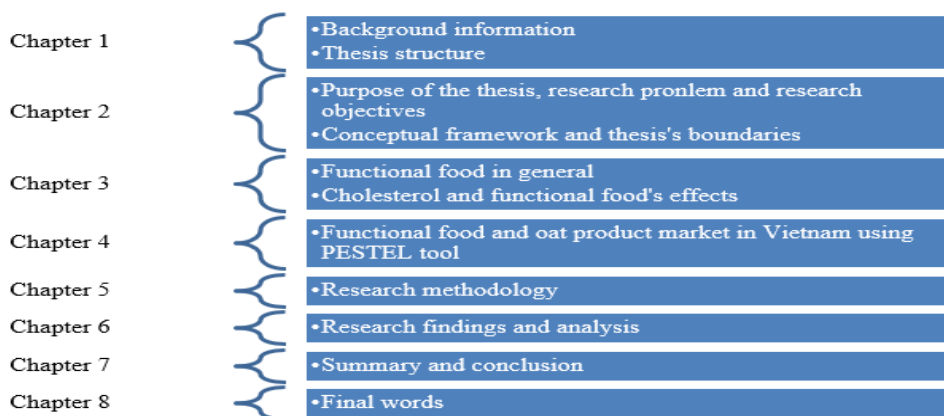 Chapter 1
•Background information
•Thesis structure
Chapter 2
•Purpose of the thesis, research pronlem and research
objectives
•Conceptual framework and thesis's boundaries
Chapter 3
•Functional food in general
•Cholesterol and functional food's effects
Chapter 4
•Functional food and oat product market in Vietnam using
PESTEL tool
Chapter 5
•Research methodology
Chapter 6
•Research findings and analysis
Chapter 7
•Summary and conclusion
Chapter 8
•Final words